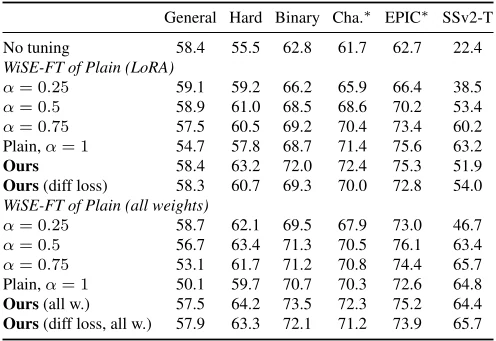 General Hard Binary Cha.* EPIC* SSv2-T
No tuning 58.4 55.5 62.8 61.7 62.7 22.4
WiSE-FT of Plain (LoRA)
α = 0.25 59.1 59.2 66.2 65.9 66.4 38.5
α = 0.5 58.9 61.0 68.5 68.6 70.2 53.4
α = 0.75 57.5 60.5 69.2 70.4 73.4 60.2
Plain, α = 1 54.7 57.8 68.7 71.4 75.6 63.2
Ours 58.4 63.2 72.0 72.4 75.3 51.9
Ours (diff loss) 58.3 60.7 69.3 70.0 72.8 54.0
WiSE-FT of Plain (all weights)
α = 0.25 58.7 62.1 69.5 67.9 73.0 46.7
α = 0.5 56.7 63.4 71.3 70.5 76.1 63.4
α = 0.75 53.1 61.7 71.2 70.8 74.4 65.7
Plain, α = 1 50.1 59.7 70.7 70.3 72.6 64.8
Ours (all w.) 57.5 64.2 73.5 72.3 75.2 64.4
Ours (diff loss, all w.) 57.9 63.3 72.1 71.2 73.9 65.7